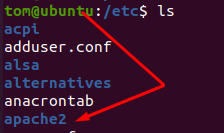 tom@ubuntu:/etc$ ls
acpi
adduser.conf
alsa
alternatives
anacrontab
apache2